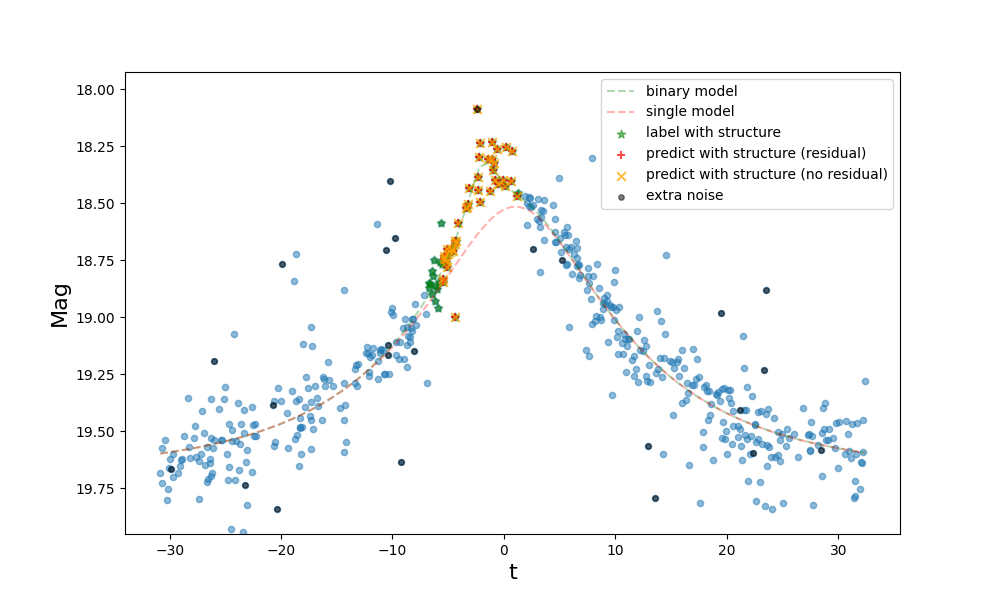 binary model
single model
label with structure
predict with structure (residual)
predict with structure (no residual)
extra noise
18.00
18.25
18.50
18.75
19.00
19.25
19.50
19.75
Mag
−30
−20
−10
0
10
20
30
t